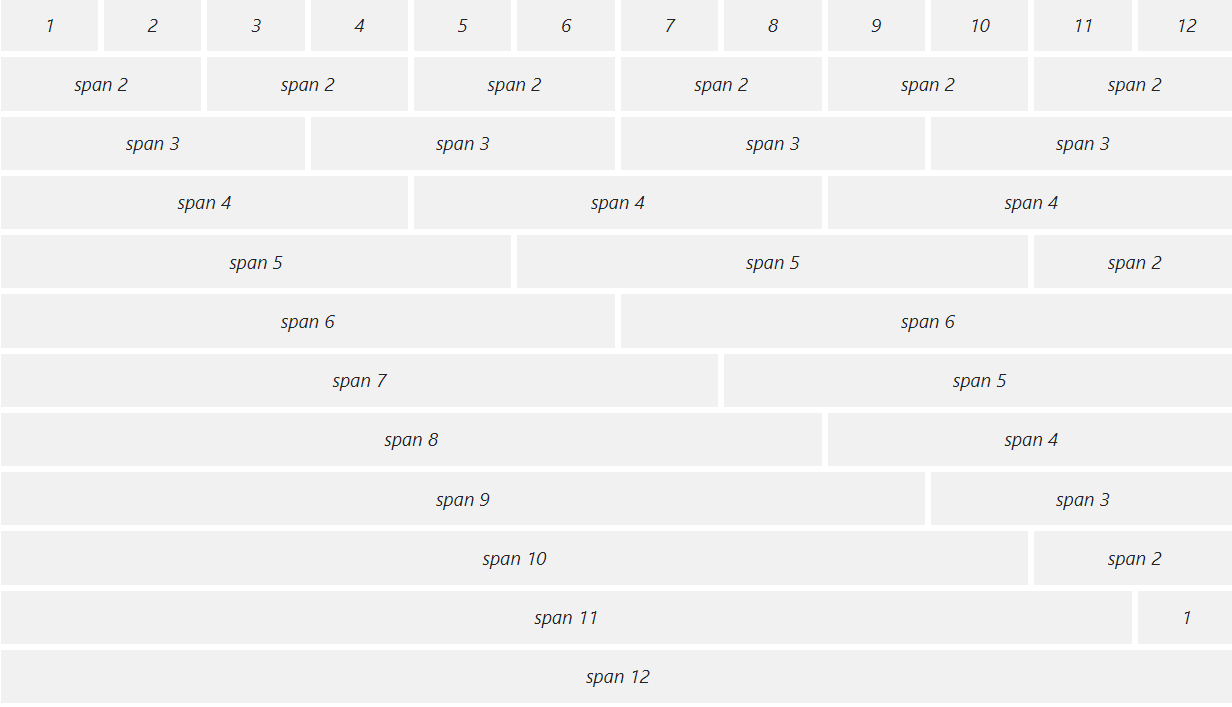 1 2 3 4 5 6 7 8 9 10 11 12
span 2 span 2 span 2 span 2 span 2 span 2
span 3 span 3 span 3 span 3
span 4 span 4 span 4
span 5 span 5 span 2
span 6 span 6
span 7 span 5
span 8 span 4
span 9 span 3
span 10 span 2
span 11 1
span 12